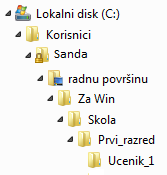 Lokalni disk (C:)
Korisnici
Sanda
radnu površinu
Za Win
Skola
Prvi_razred
Ucenik_1